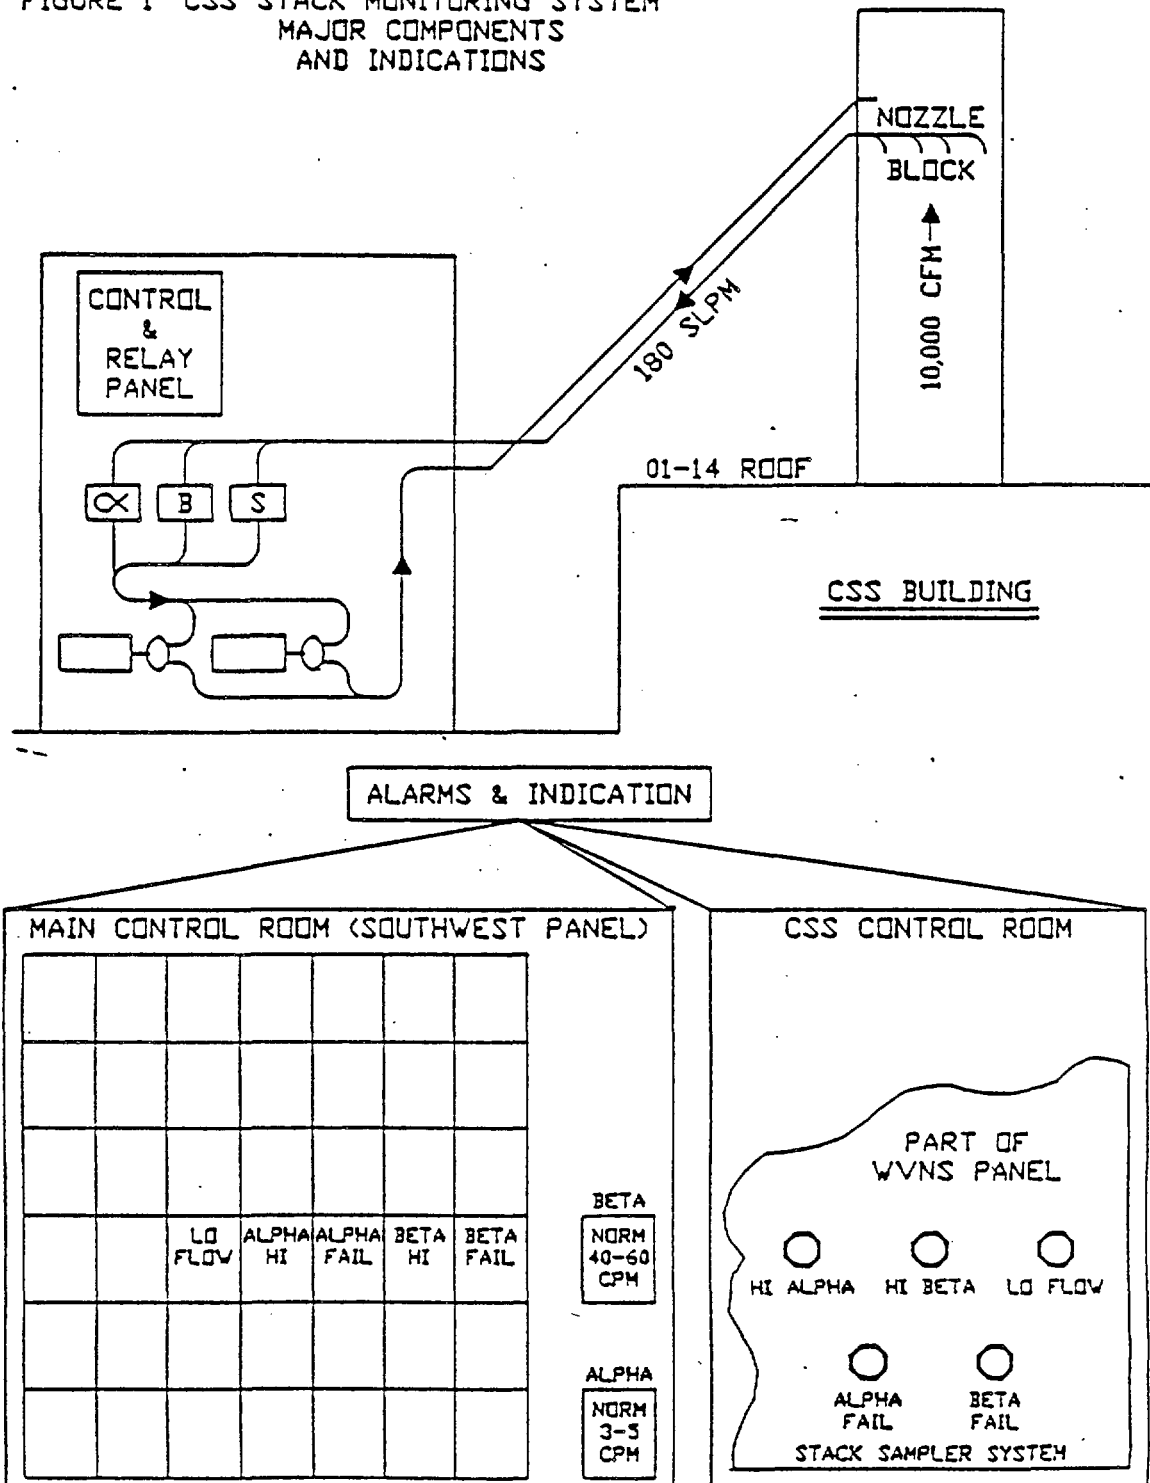 FIGURE 1 CSS STACK MONITORING SYSTEM
MAJOR COMPONENTS
AND INDICATIONS
NOZZLE
BLOCK
10,000 CFM
180 SLPM
CONTROL
&
RELAY
PANEL
α B S
01-14 ROOF
CSS BUILDING
ALARMS & INDICATION
MAIN CONTROL ROOM (SOUTHWEST PANEL)
LO
FLOW
ALPHA
HI
ALPHA
FAIL
BETA
HI
BETA
FAIL
BETA
NORM
40-60
CPM
ALPHA
NORM
3-5
CPM
CSS CONTROL ROOM
PART OF
WVNS PANEL
HI ALPHA HI BETA LO FLOW
ALPHA
FAIL
BETA
FAIL
STACK SAMPLER SYSTEM